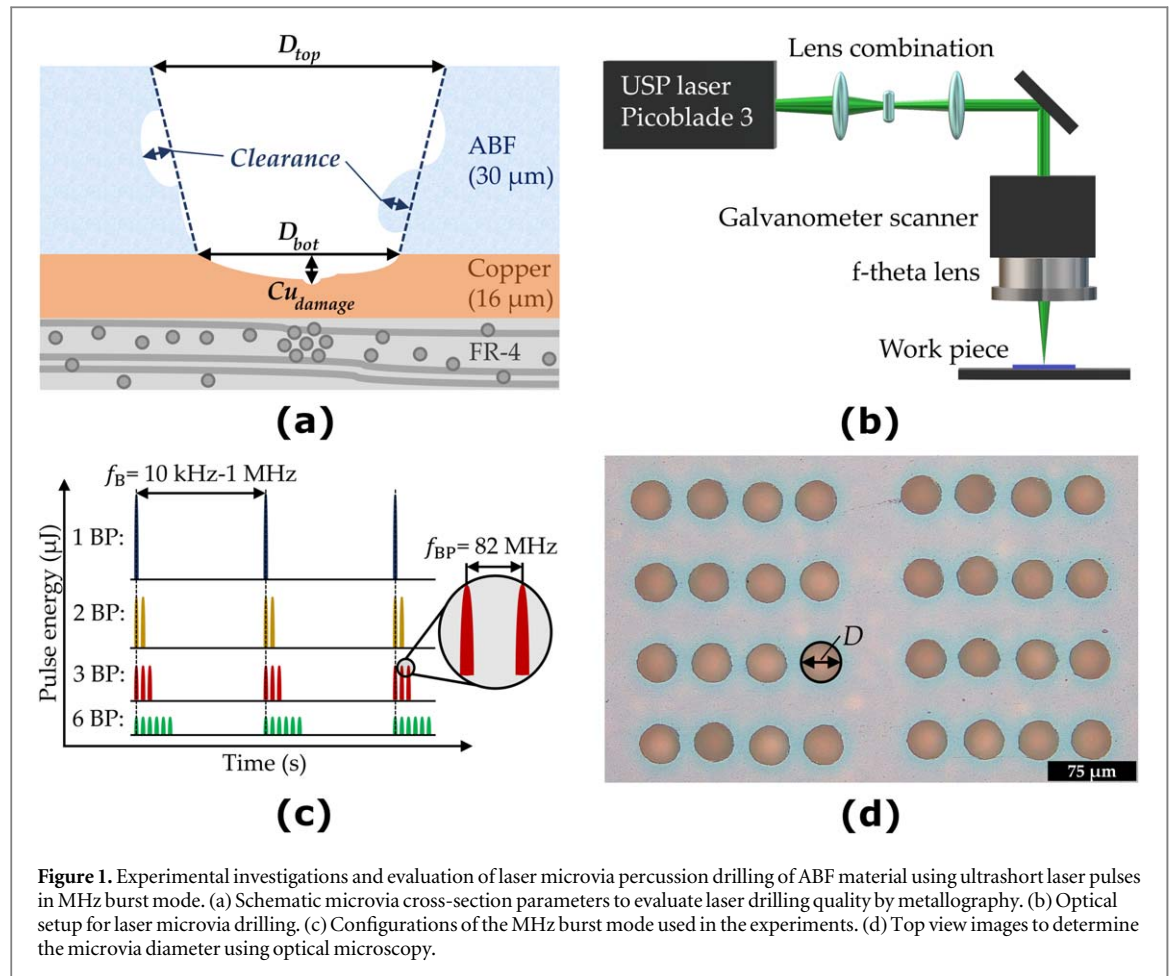 D_top
Clearance
ABF
(30 µm)
D_bot
Cu_damage
Copper
(16 µm)
FR-4
(a)
Lens combination
USP laser
Picoblade 3
Galvanometer scanner
f-theta lens
Work piece
(b)
f_B= 10 kHz-1 MHz
Pulse energy (µJ)
1 BP:
2 BP:
3 BP:
6 BP:
f_BP= 82 MHz
Time (s)
(c)
D
75 µm
(d)
Figure 1. Experimental investigations and evaluation of laser microvia percussion drilling of ABF material using ultrashort laser pulses
in MHz burst mode. (a) Schematic microvia cross-section parameters to evaluate laser drilling quality by metallography. (b) Optical
setup for laser microvia drilling. (c) Configurations of the MHz burst mode used in the experiments. (d) Top view images to determine
the microvia diameter using optical microscopy.